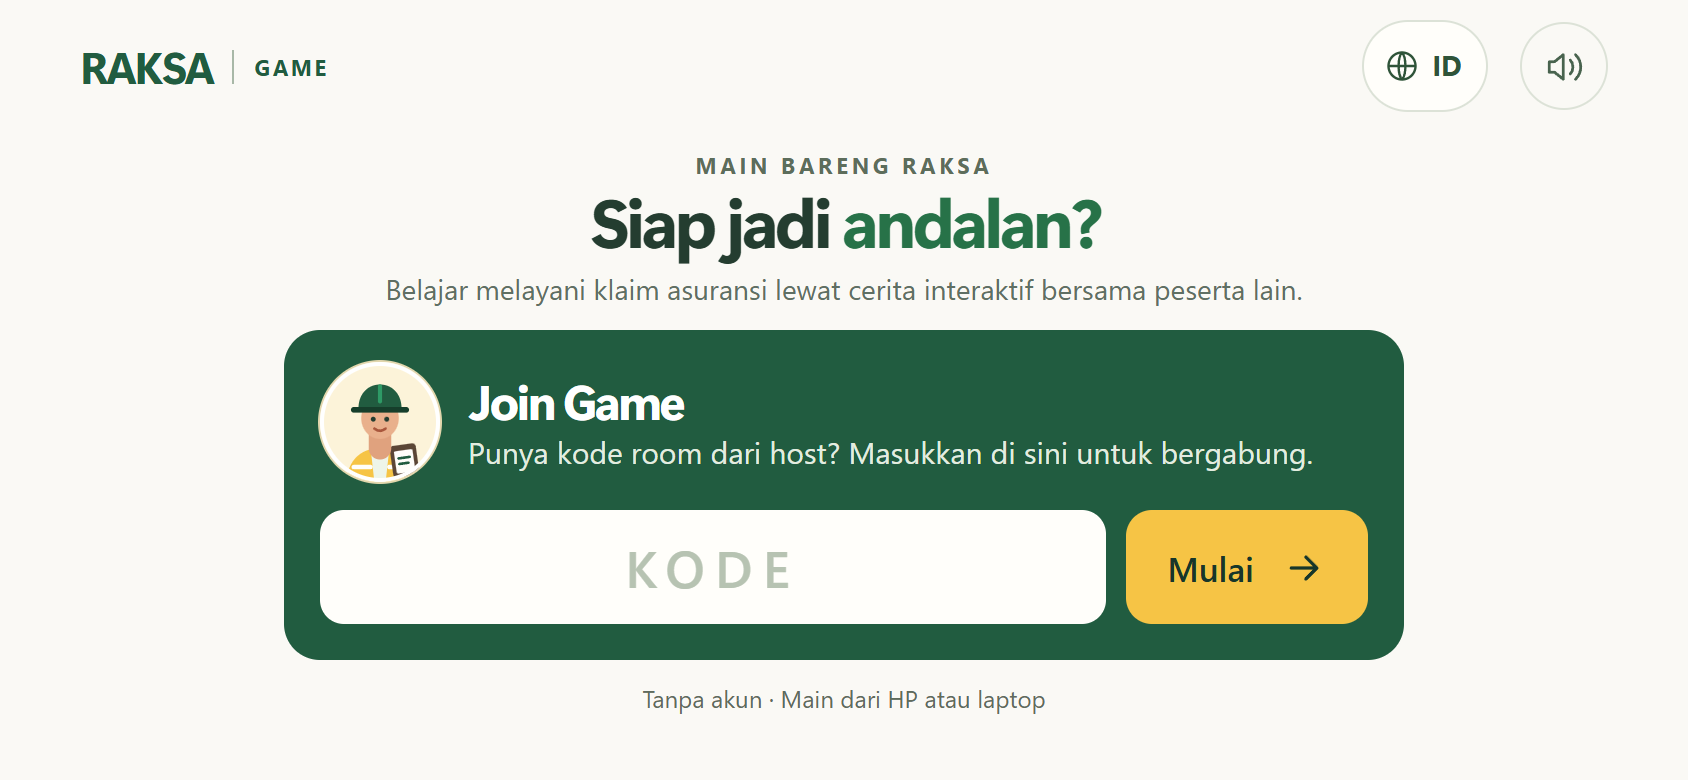 RAKSA GAME
ID
MAIN BARENG RAKSA
Siap jadi andalan?
Belajar melayani klaim asuransi lewat cerita interaktif bersama peserta lain.
Join Game
Punya kode room dari host? Masukkan di sini untuk bergabung.
KODE
Mulai
Tanpa akun · Main dari HP atau laptop